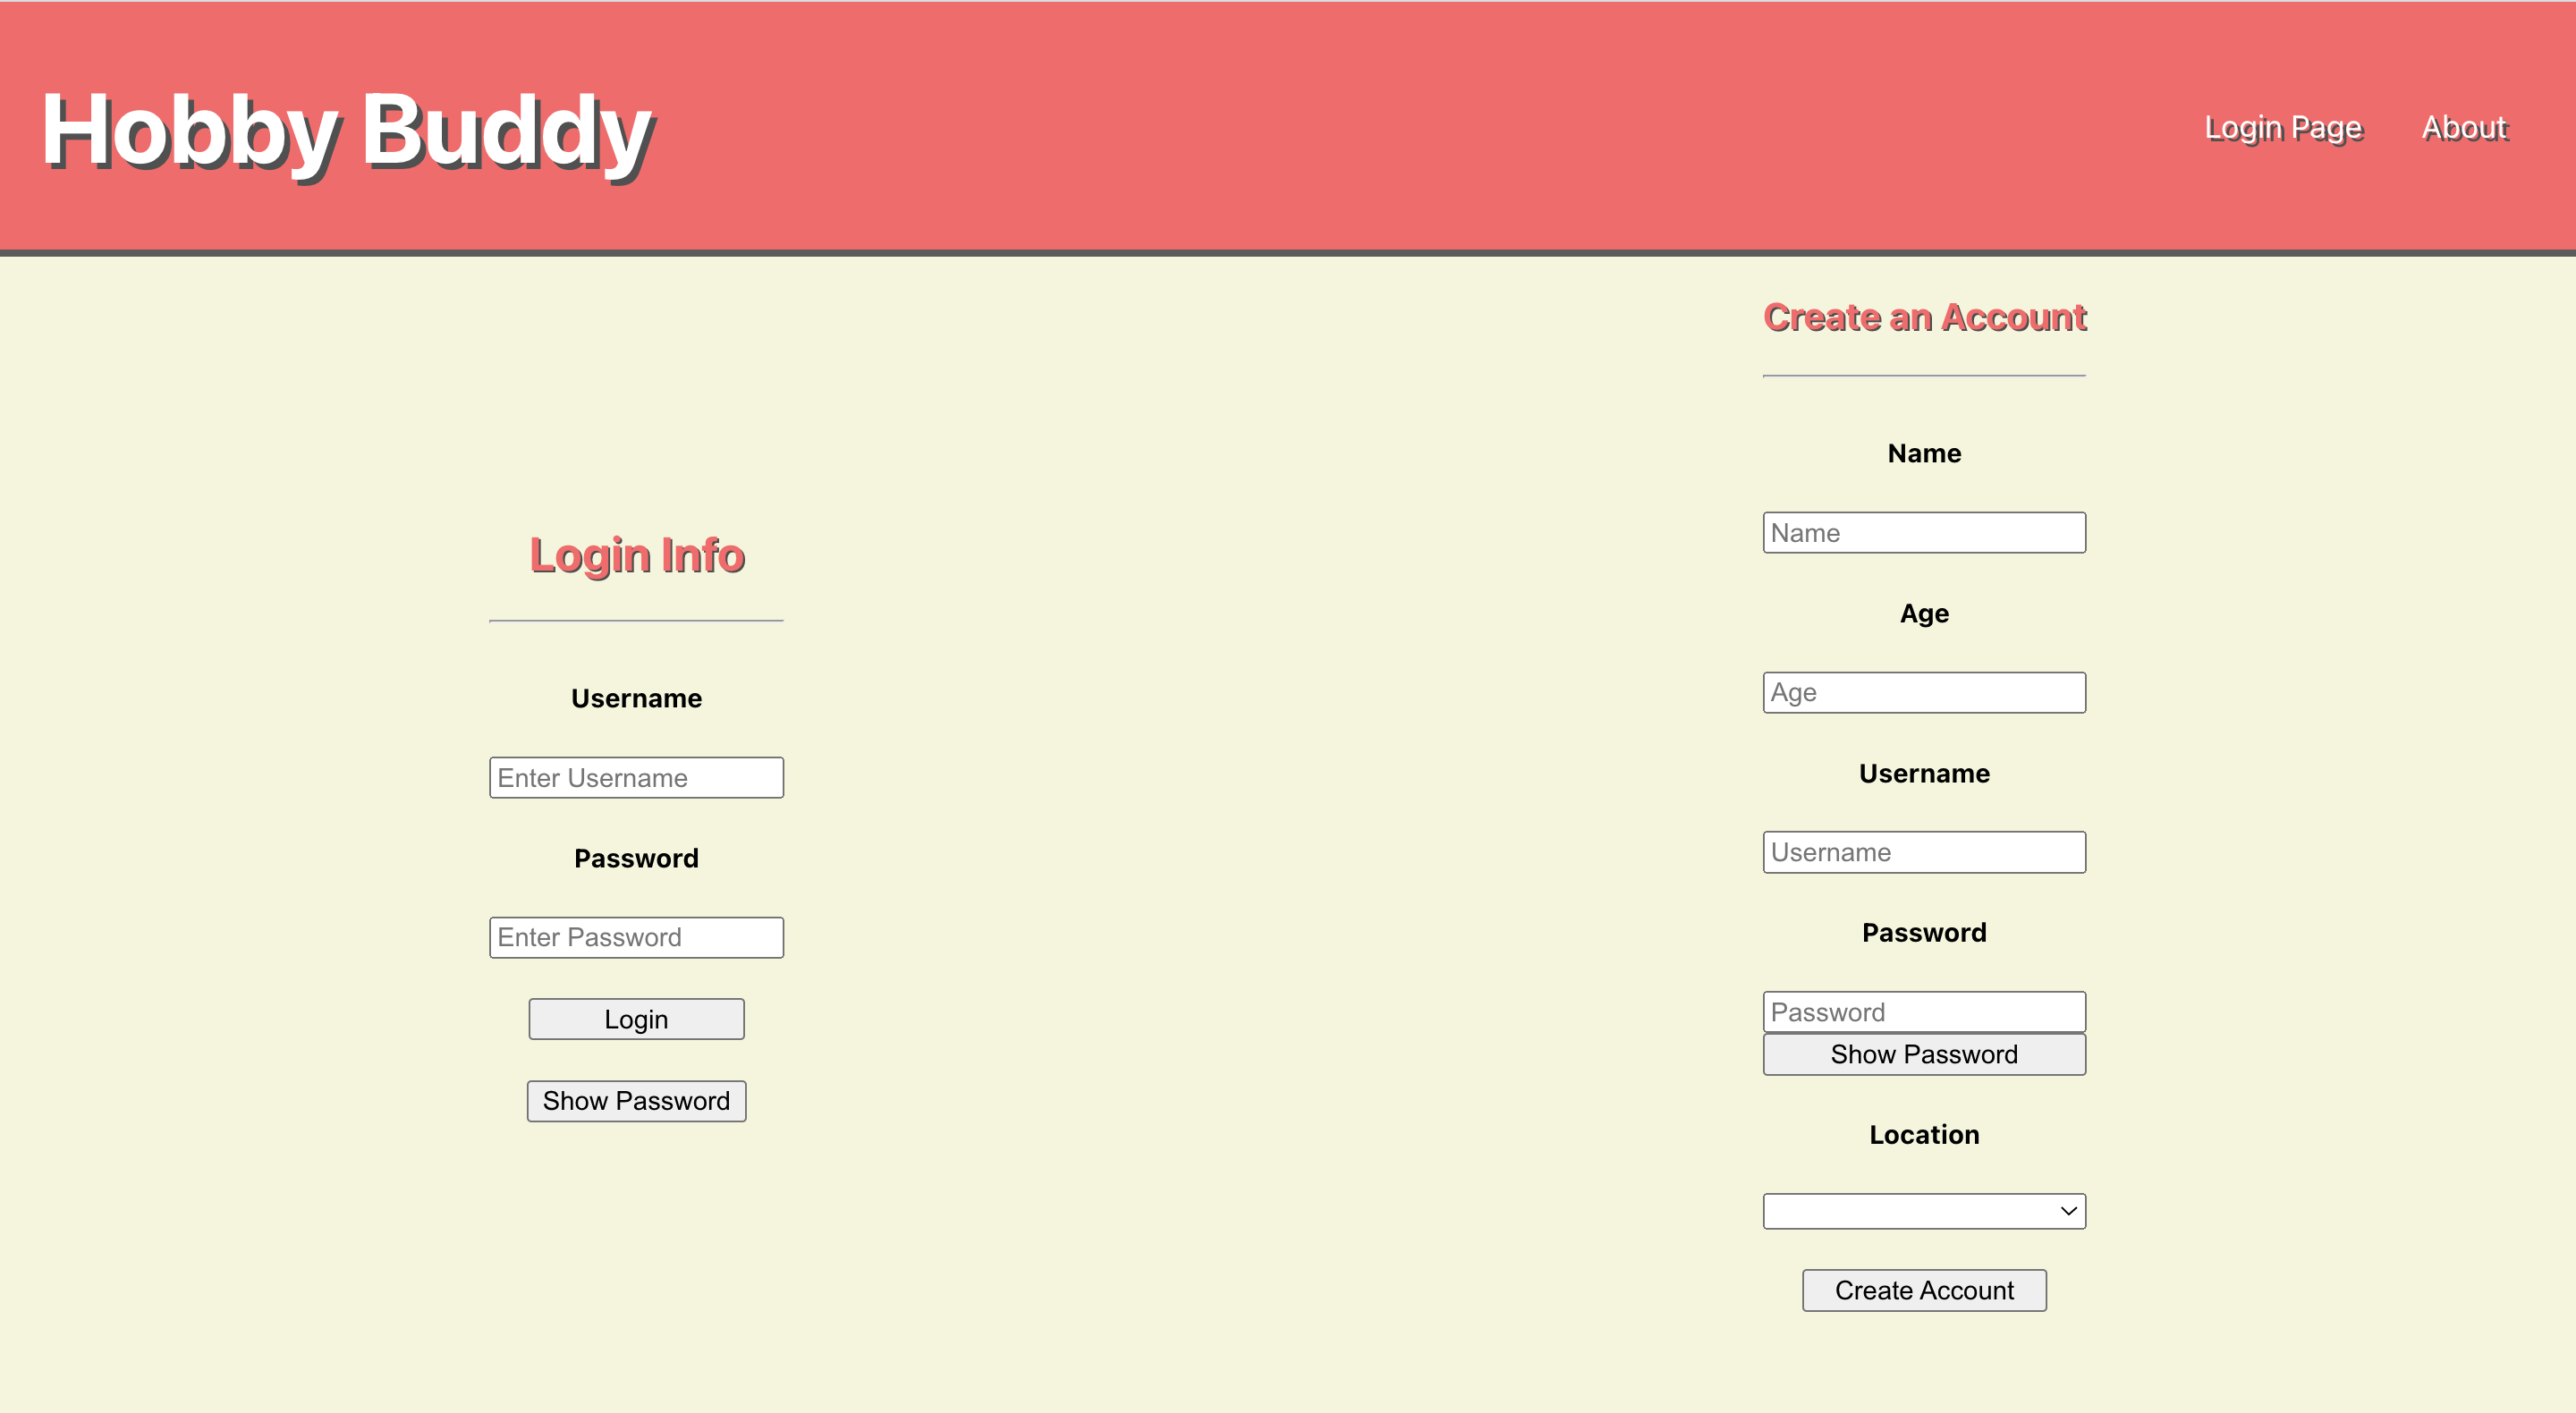 Hobby Buddy
Login Page
About
Login Info
Username
Enter Username
Password
Enter Password
Login
Show Password
Create an Account
Name
Name
Age
Age
Username
Username
Password
Password
Show Password
Location
Create Account